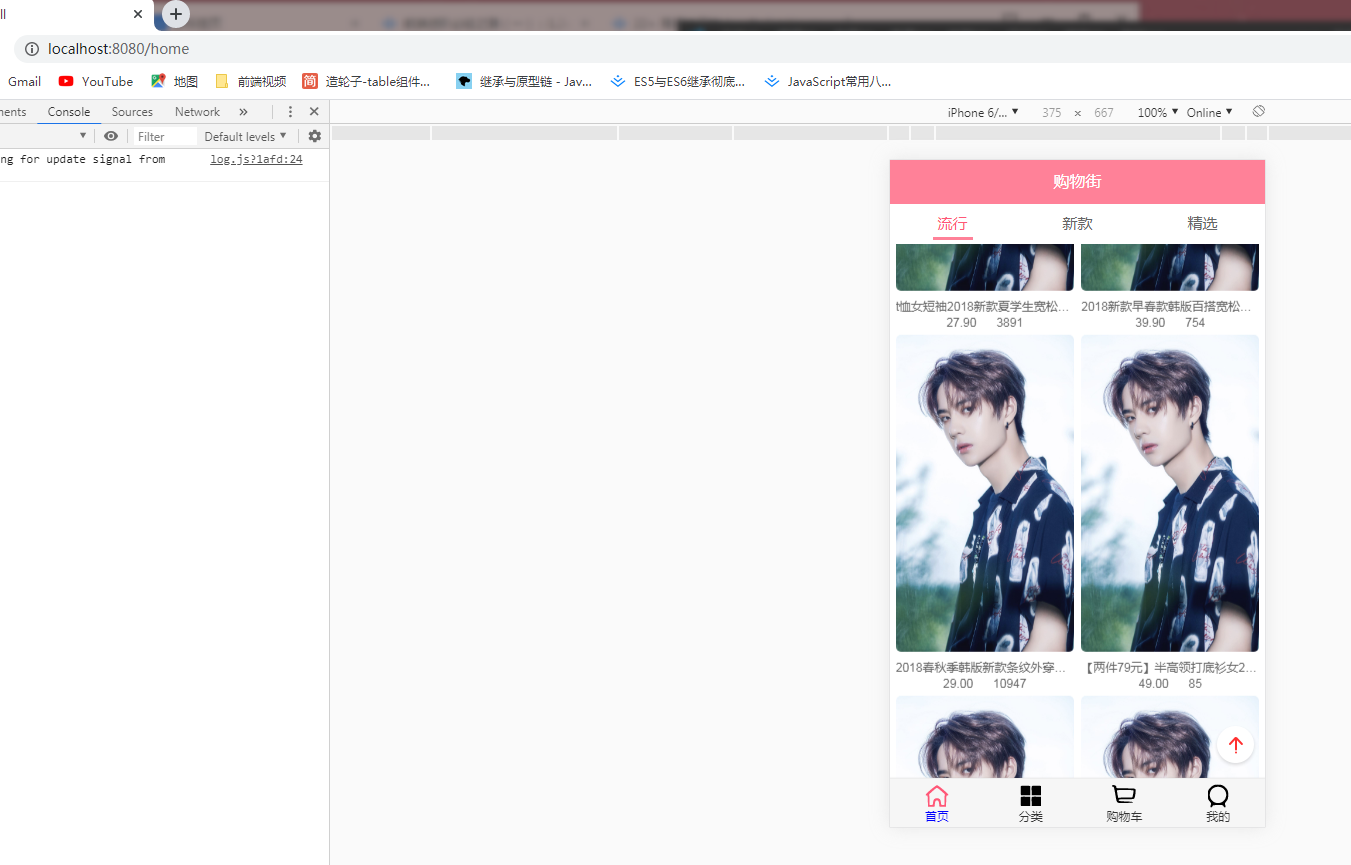 ll
localhost:8080/home
Gmail YouTube 地图 前端视频 简 造轮子-table组件... 继承与原型链 - Jav... ES5与ES6继承彻底... JavaScript常用八...
ents Console Sources Network
Filter Default levels
ng for update signal from log.js?1afd:24
iPhone 6/... 375 × 667 100% Online
购物街
流行 新款 精选
t恤女短袖2018新款夏学生宽松... 2018新款早春款韩版百搭宽松...
27.90 3891 39.90 754
2018春秋季韩版新款条纹外穿... 【两件79元】半高领打底衫女2...
29.00 10947 49.00 85
首页 分类 购物车 我的